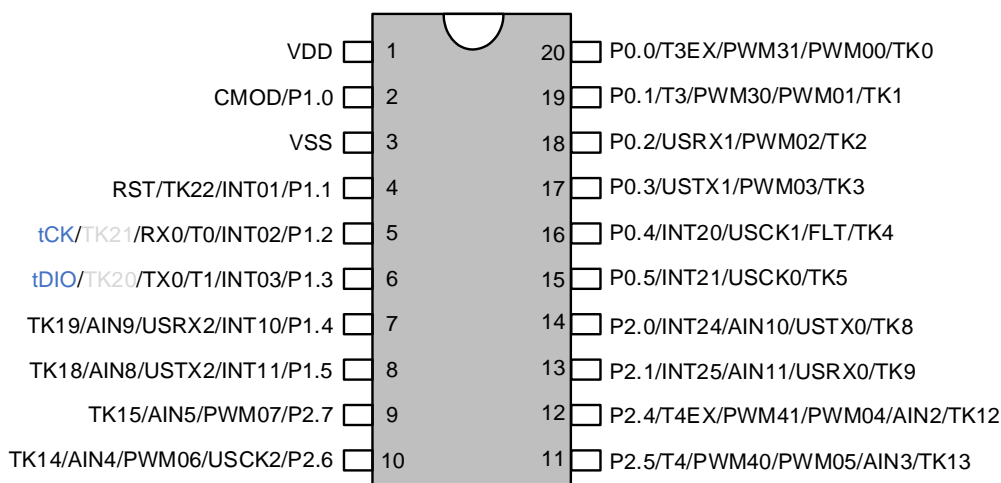 VDD 1 20 P0.0/T3EX/PWM31/PWM00/TK0
CMOD/P1.0 2 19 P0.1/T3/PWM30/PWM01/TK1
VSS 3 18 P0.2/USRX1/PWM02/TK2
RST/TK22/INT01/P1.1 4 17 P0.3/USTX1/PWM03/TK3
tCK/TK21/RX0/T0/INT02/P1.2 5 16 P0.4/INT20/USCK1/FLT/TK4
tDIO/TK20/TX0/T1/INT03/P1.3 6 15 P0.5/INT21/USCK0/TK5
TK19/AIN9/USRX2/INT10/P1.4 7 14 P2.0/INT24/AIN10/USTX0/TK8
TK18/AIN8/USTX2/INT11/P1.5 8 13 P2.1/INT25/AIN11/USRX0/TK9
TK15/AIN5/PWM07/P2.7 9 12 P2.4/T4EX/PWM41/PWM04/AIN2/TK12
TK14/AIN4/PWM06/USCK2/P2.6 10 11 P2.5/T4/PWM40/PWM05/AIN3/TK13